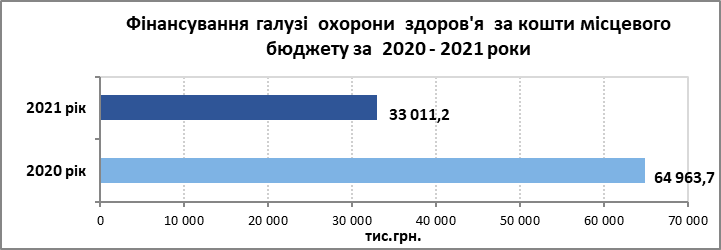 Фінансування галузі охорони здоров'я за кошти місцевого
бюджету за 2020 - 2021 роки
2021 рік
33 011,2
2020 рік
64 963,7
0 10 000 20 000 30 000 40 000 50 000 60 000 70 000
тис.грн.